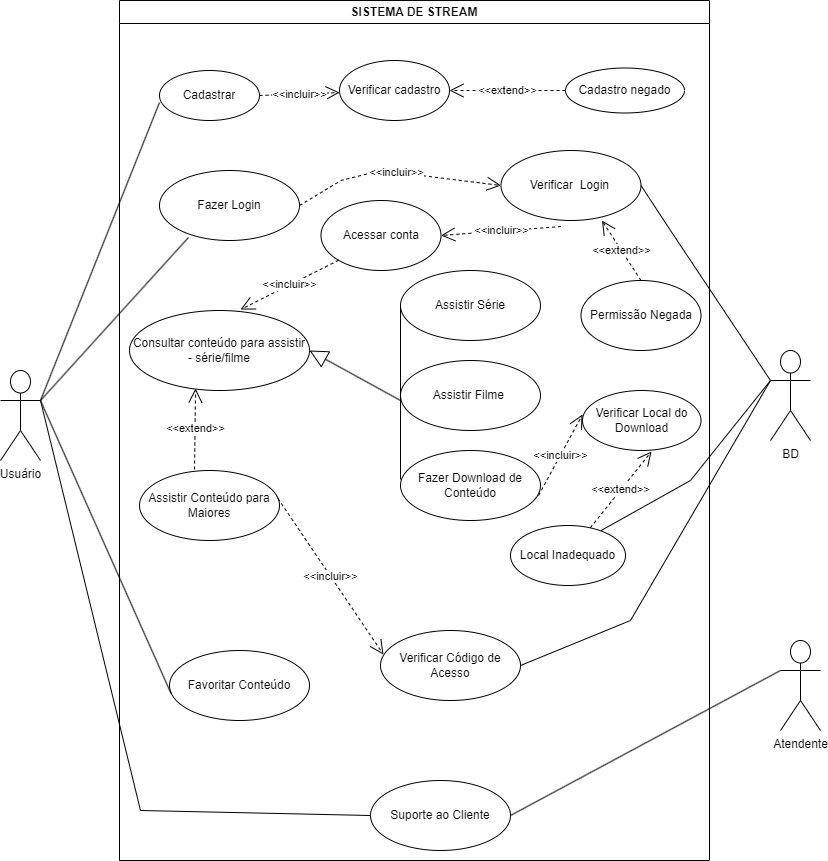 SISTEMA DE STREAM
Cadastrar
<<incluir>>
Verificar cadastro
<<extend>>
Cadastro negado
Fazer Login
<<incluir>>
Verificar Login
Acessar conta
<<incluir>>
<<extend>>
<<incluir>>
Permissão Negada
Assistir Série
Consultar conteúdo para assistir
- série/filme
Assistir Filme
Verificar Local do
Download
<<extend>>
<<incluir>>
Fazer Download de
Conteúdo
<<extend>>
Assistir Conteúdo para
Maiores
Local Inadequado
Usuário
BD
<<incluir>>
Verificar Código de
Acesso
Favoritar Conteúdo
Atendente
Suporte ao Cliente